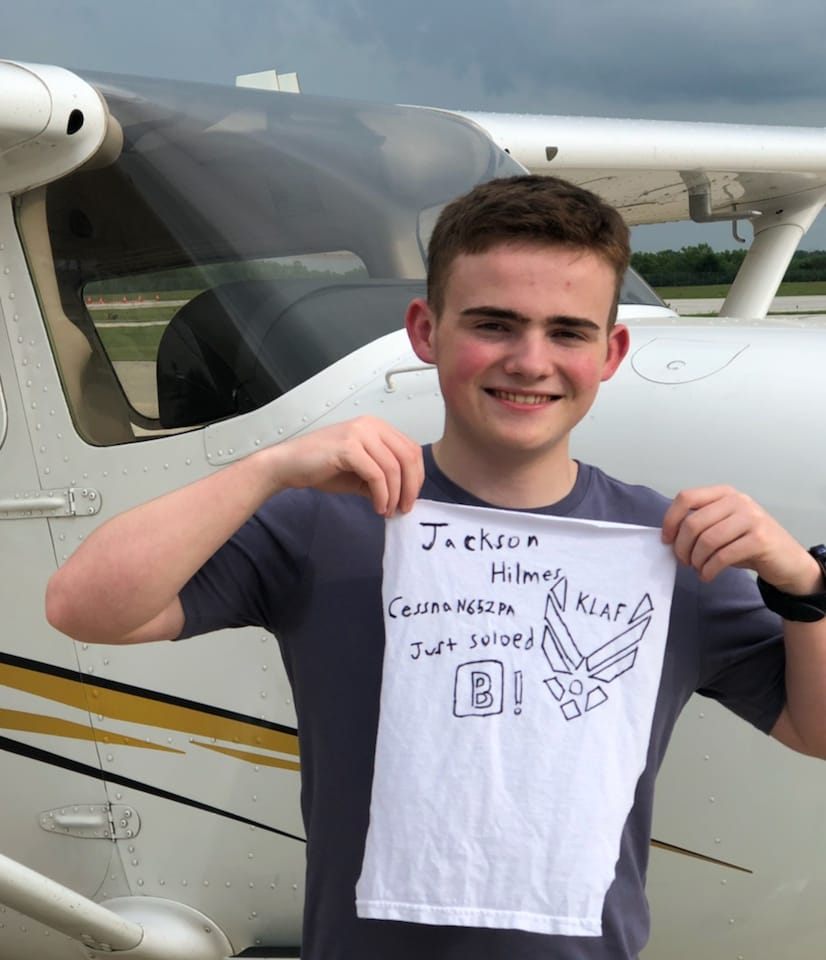 Jackson
Hilmes
KLAF
Cessna N652PA
Just soloed
B!